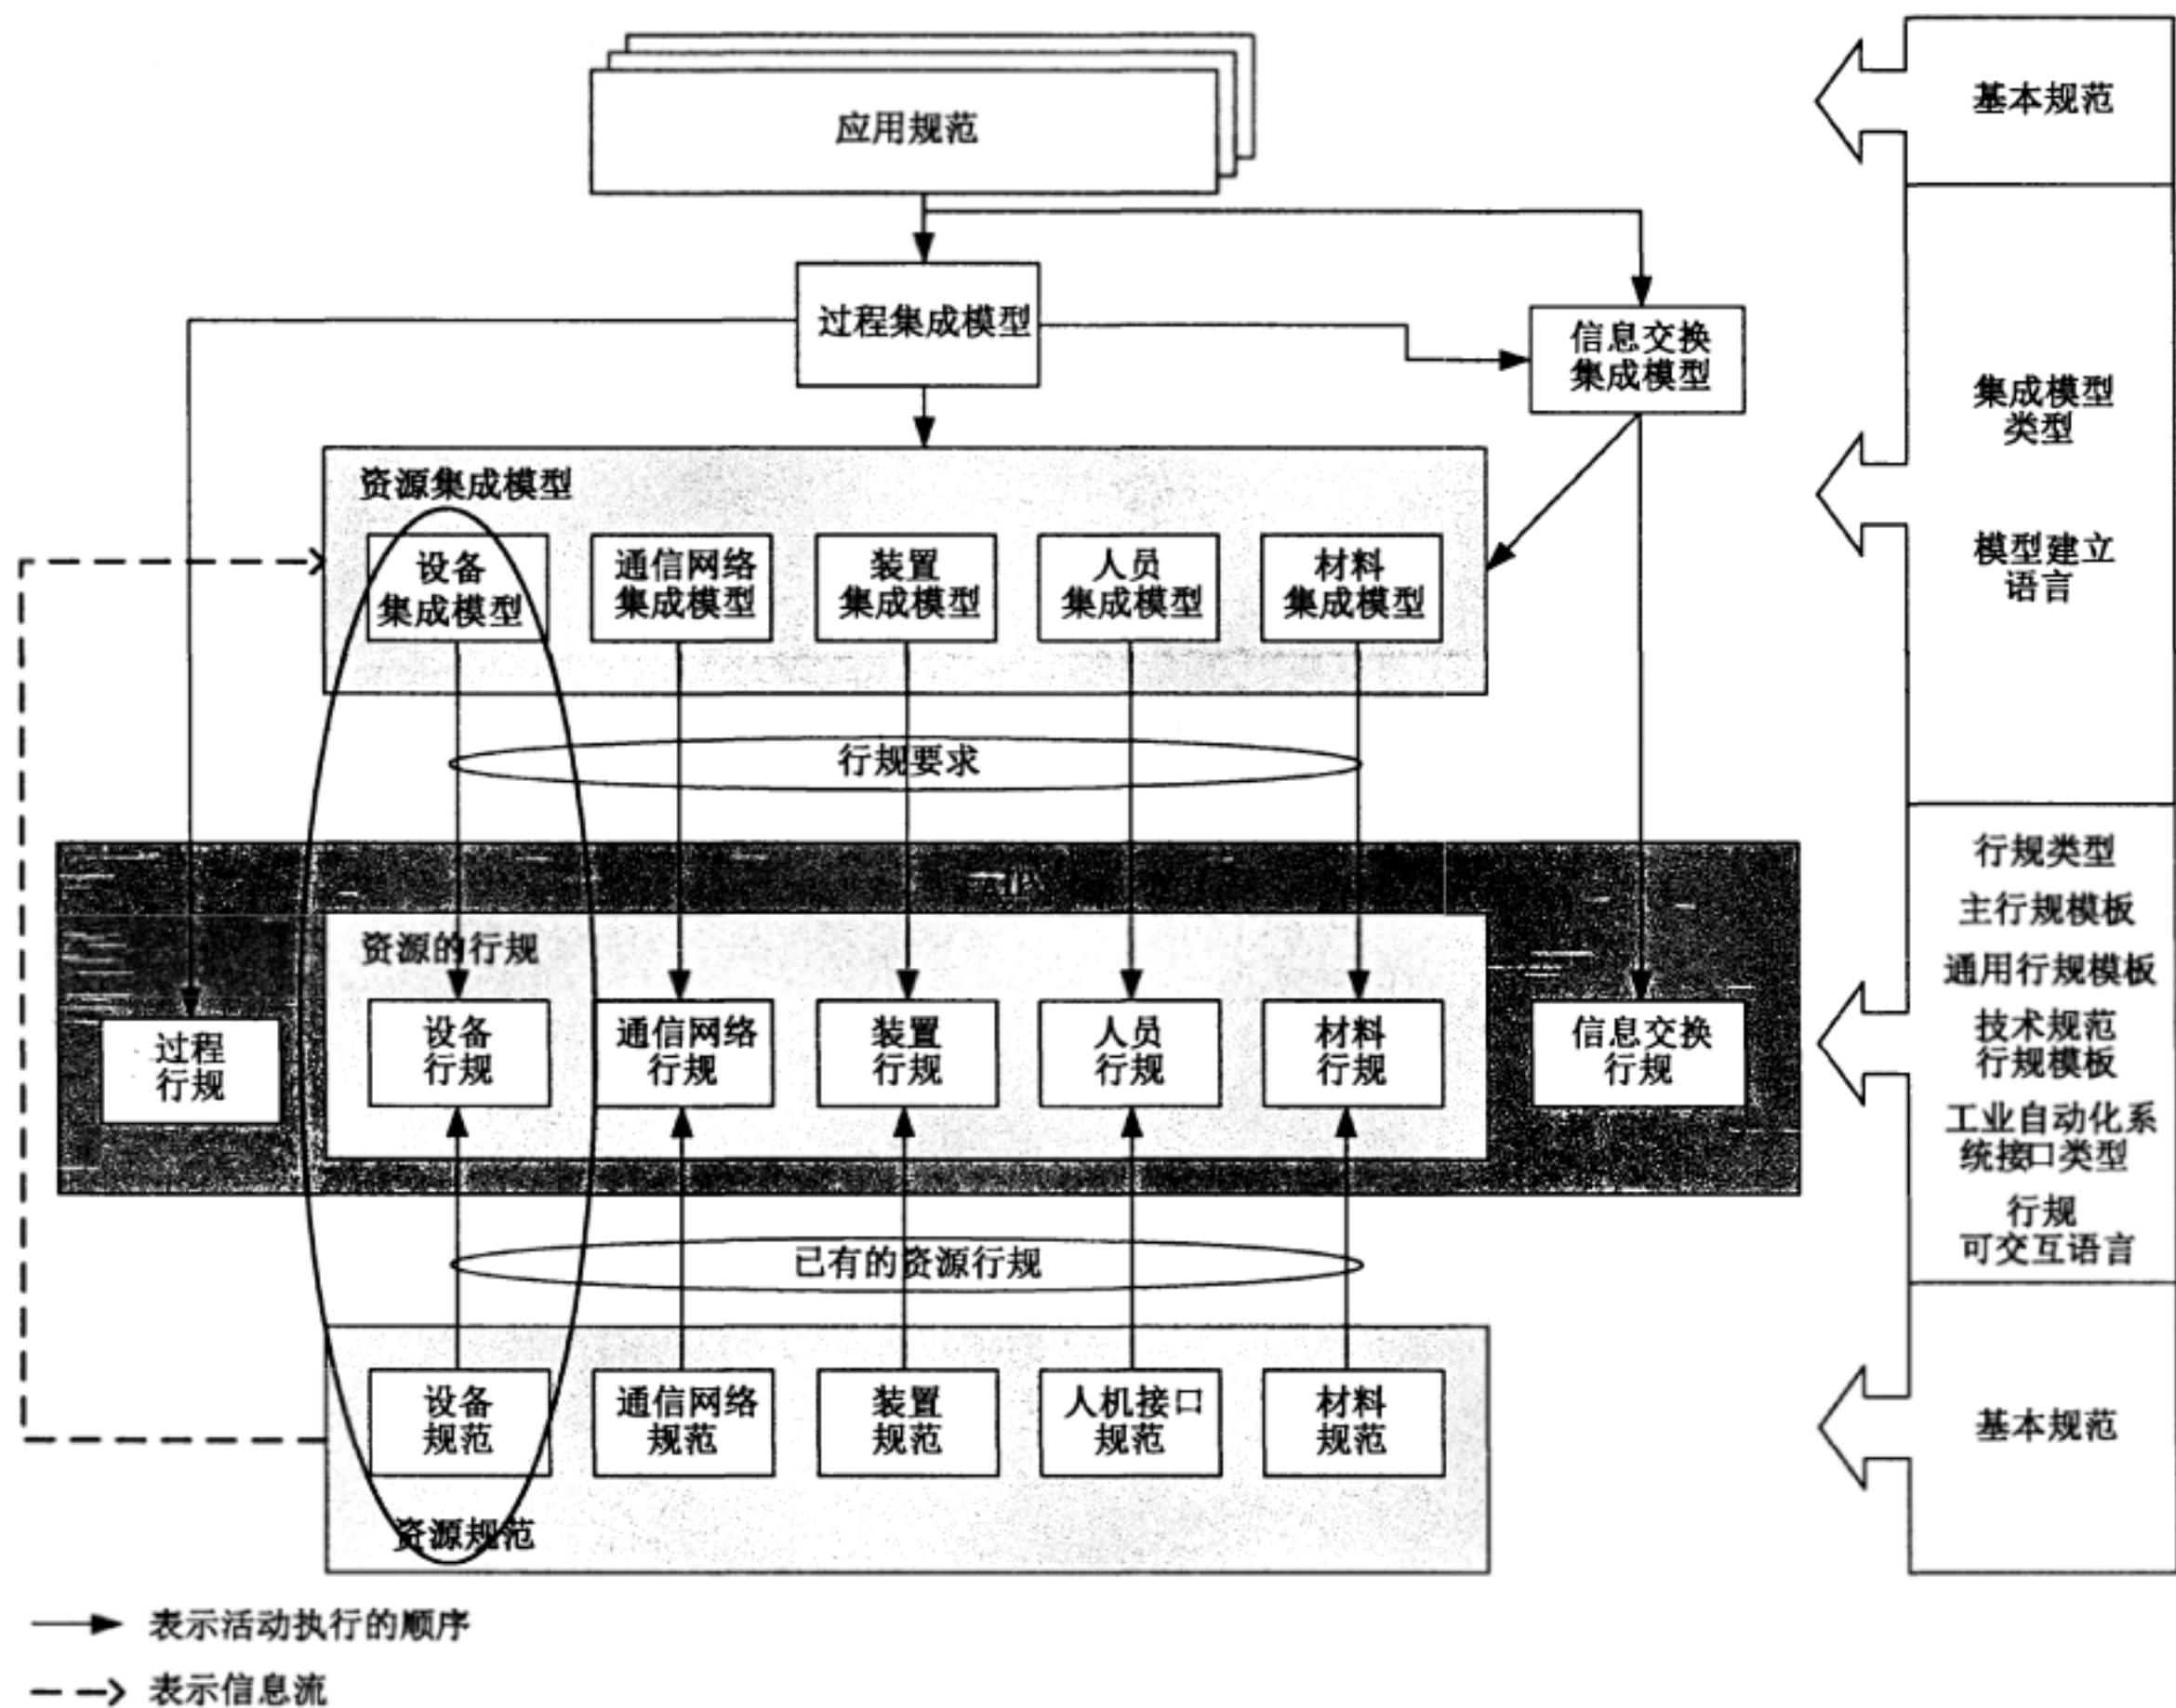 应用规范
基本规范
过程集成模型
信息交换
集成模型
集成模型
类型
模型建立
语言
资源集成模型
设备
集成模型
通信网络
集成模型
装置
集成模型
人员
集成模型
材料
集成模型
行规要求
资源的行规
过程
行规
设备
行规
通信网络
行规
装置
行规
人员
行规
材料
行规
信息交换
行规
行规类型
主行规模板
通用行规模板
技术规范
行规模板
工业自动化系
统接口类型
行规
可交互语言
已有的资源行规
设备
规范
通信网络
规范
装置
规范
人机接口
规范
材料
规范
资源规范
基本规范
表示活动执行的顺序
表示信息流